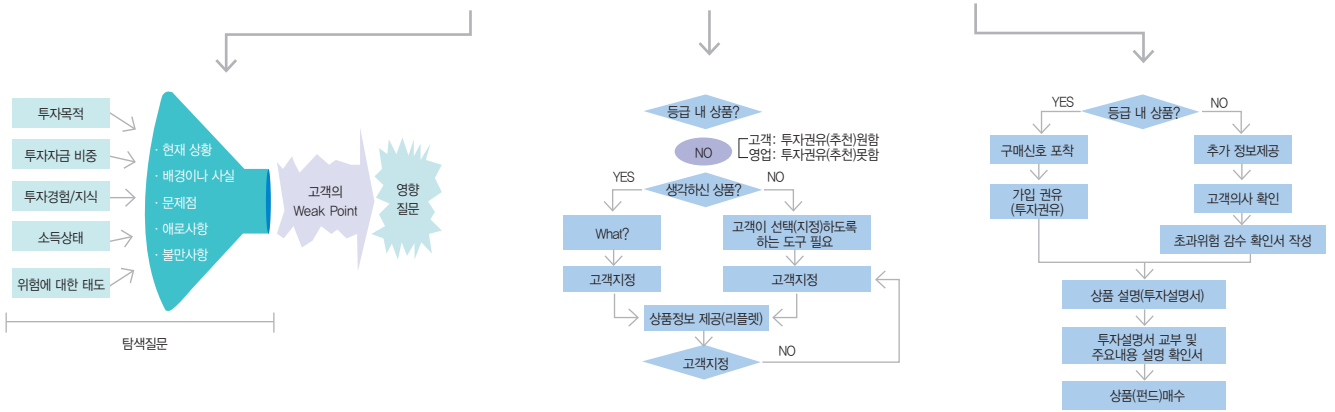 투자목적
투자자금 비중
투자경험/지식
소득상태
위험에 대한 태도
· 현재 상황
· 배경이나 사실
· 문제점
· 애로사항
· 불만사항
고객의
Weak Point
영향
질문
탐색질문
등급 내 상품?
NO
고객: 투자권유(추천)원함
영업: 투자권유(추천)못함
YES
생각하신 상품?
NO
What?
고객이 선택(지정)하도록
하는 도구 필요
고객지정
고객지정
상품정보 제공(리플렛)
고객지정
NO
YES
등급 내 상품?
NO
구매신호 포착
추가 정보제공
가입 권유
(투자권유)
고객의사 확인
초과위험 감수 확인서 작성
상품 설명(투자설명서)
투자설명서 교부 및
주요내용 설명 확인서
상품(펀드)매수